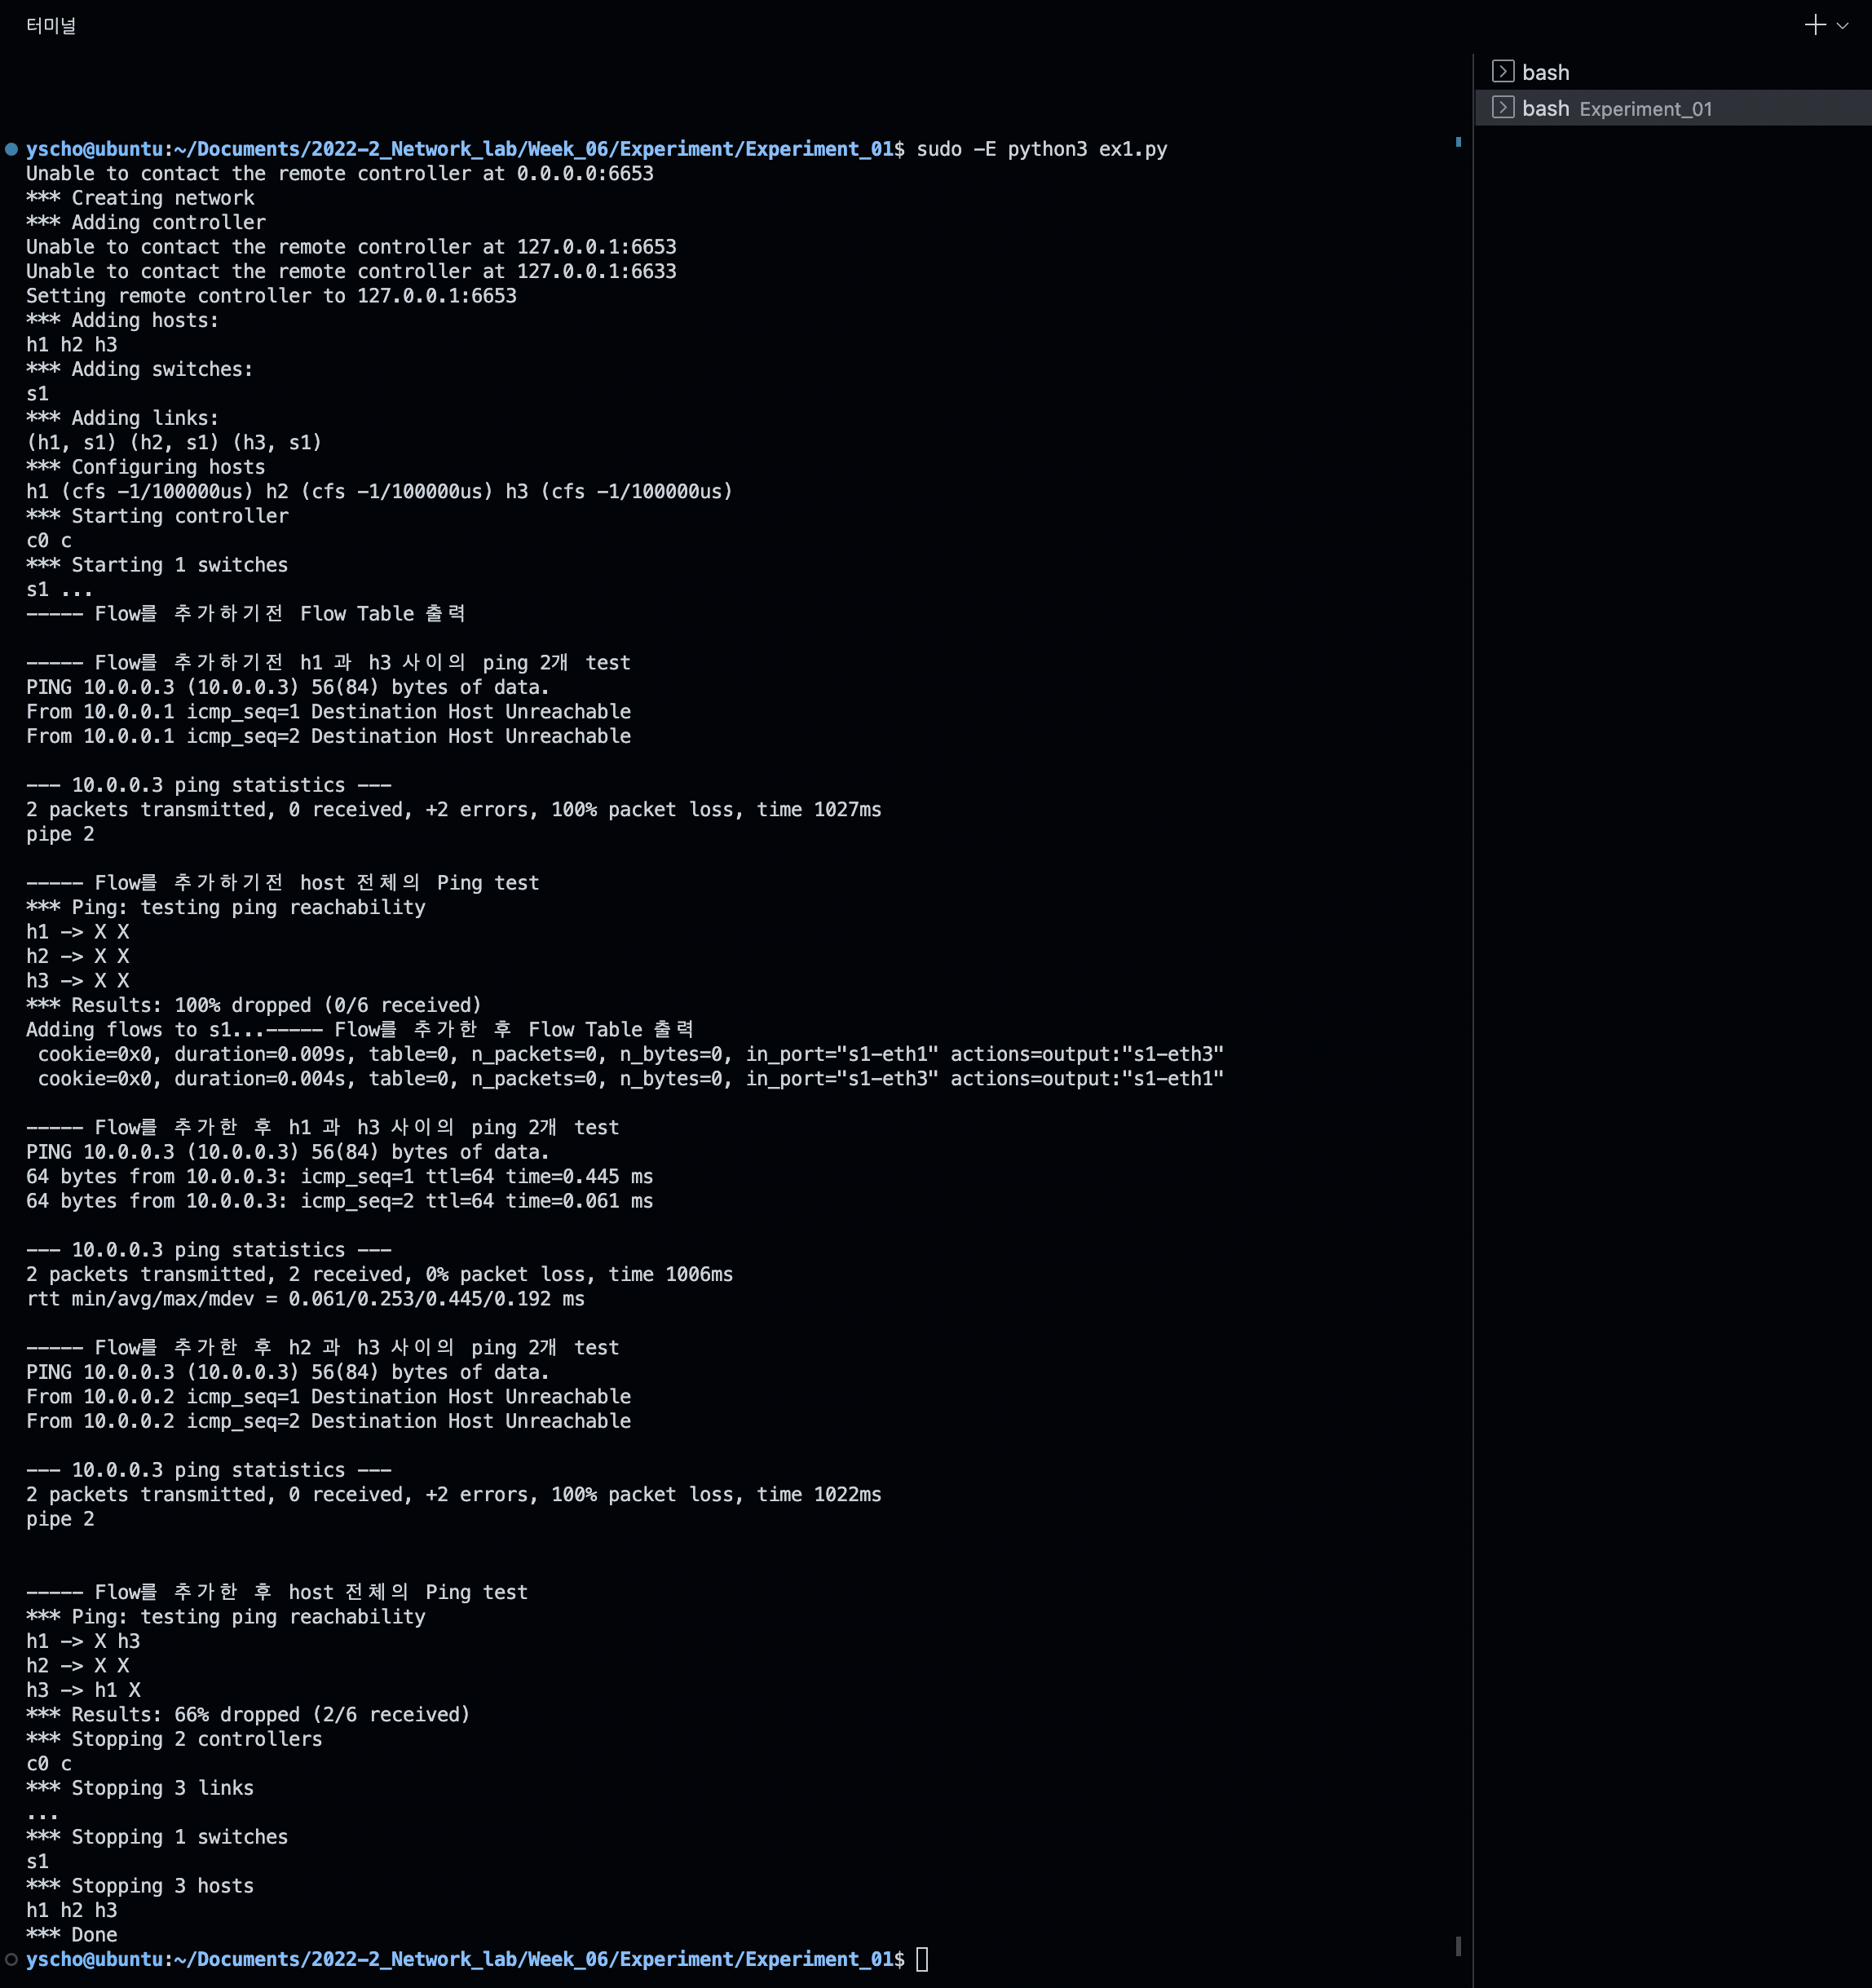 터미널
bash
bash Experiment_01
yscho@ubuntu:~/Documents/2022-2_Network_lab/Week_06/Experiment/Experiment_01$ sudo -E python3 ex1.py
Unable to contact the remote controller at 0.0.0.0:6653
*** Creating network
*** Adding controller
Unable to contact the remote controller at 127.0.0.1:6653
Unable to contact the remote controller at 127.0.0.1:6633
Setting remote controller to 127.0.0.1:6653
*** Adding hosts:
h1 h2 h3
*** Adding switches:
s1
*** Adding links:
(h1, s1) (h2, s1) (h3, s1)
*** Configuring hosts
h1 (cfs -1/100000us) h2 (cfs -1/100000us) h3 (cfs -1/100000us)
*** Starting controller
c0 c
*** Starting 1 switches
s1 ...
----- Flow를 추가하기전 Flow Table 출력
----- Flow를 추가하기전 h1 과 h3 사이의 ping 2개 test
PING 10.0.0.3 (10.0.0.3) 56(84) bytes of data.
From 10.0.0.1 icmp_seq=1 Destination Host Unreachable
From 10.0.0.1 icmp_seq=2 Destination Host Unreachable
--- 10.0.0.3 ping statistics ---
2 packets transmitted, 0 received, +2 errors, 100% packet loss, time 1027ms
pipe 2
----- Flow를 추가하기전 host 전체의 Ping test
*** Ping: testing ping reachability
h1 -> X X
h2 -> X X
h3 -> X X
*** Results: 100% dropped (0/6 received)
Adding flows to s1...----- Flow를 추가한 후 Flow Table 출력
cookie=0x0, duration=0.009s, table=0, n_packets=0, n_bytes=0, in_port="s1-eth1" actions=output:"s1-eth3"
cookie=0x0, duration=0.004s, table=0, n_packets=0, n_bytes=0, in_port="s1-eth3" actions=output:"s1-eth1"
----- Flow를 추가한 후 h1 과 h3 사이의 ping 2개 test
PING 10.0.0.3 (10.0.0.3) 56(84) bytes of data.
64 bytes from 10.0.0.3: icmp_seq=1 ttl=64 time=0.445 ms
64 bytes from 10.0.0.3: icmp_seq=2 ttl=64 time=0.061 ms
--- 10.0.0.3 ping statistics ---
2 packets transmitted, 2 received, 0% packet loss, time 1006ms
rtt min/avg/max/mdev = 0.061/0.253/0.445/0.192 ms
----- Flow를 추가한 후 h2 과 h3 사이의 ping 2개 test
PING 10.0.0.3 (10.0.0.3) 56(84) bytes of data.
From 10.0.0.2 icmp_seq=1 Destination Host Unreachable
From 10.0.0.2 icmp_seq=2 Destination Host Unreachable
--- 10.0.0.3 ping statistics ---
2 packets transmitted, 0 received, +2 errors, 100% packet loss, time 1022ms
pipe 2
----- Flow를 추가한 후 host 전체의 Ping test
*** Ping: testing ping reachability
h1 -> X h3
h2 -> X X
h3 -> h1 X
*** Results: 66% dropped (2/6 received)
*** Stopping 2 controllers
c0 c
*** Stopping 3 links
...
*** Stopping 1 switches
s1
*** Stopping 3 hosts
h1 h2 h3
*** Done
yscho@ubuntu:~/Documents/2022-2_Network_lab/Week_06/Experiment/Experiment_01$